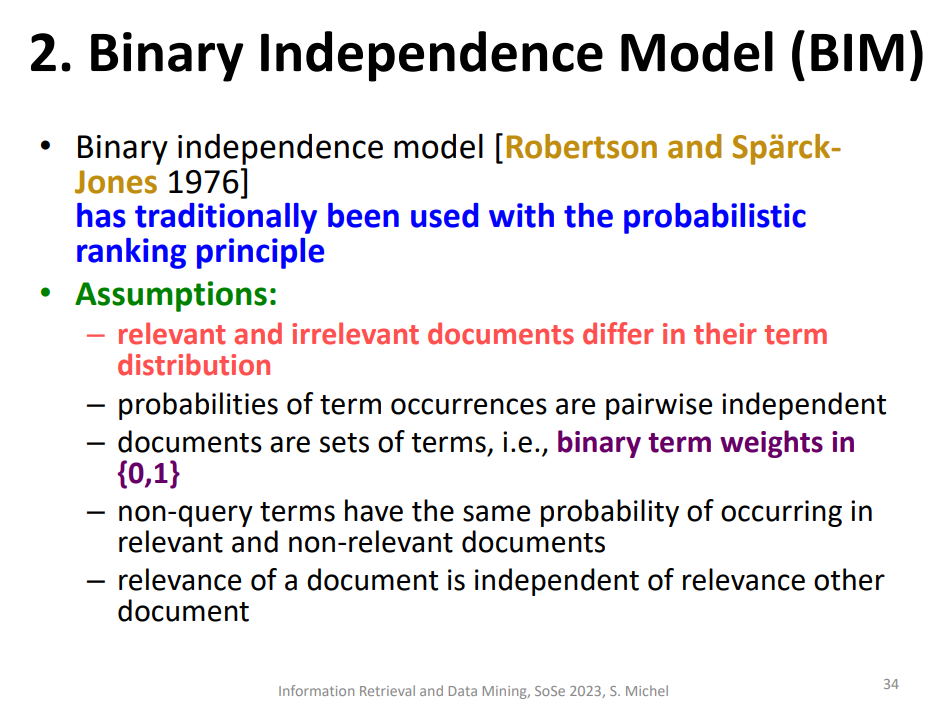 2. Binary Independence Model (BIM)
• Binary independence model [Robertson and Spärck-
Jones 1976]
has traditionally been used with the probabilistic
ranking principle
• Assumptions:
– relevant and irrelevant documents differ in their term
distribution
– probabilities of term occurrences are pairwise independent
– documents are sets of terms, i.e., binary term weights in
{0,1}
– non-query terms have the same probability of occurring in
relevant and non-relevant documents
– relevance of a document is independent of relevance other
document
Information Retrieval and Data Mining, SoSe 2023, S. Michel
34